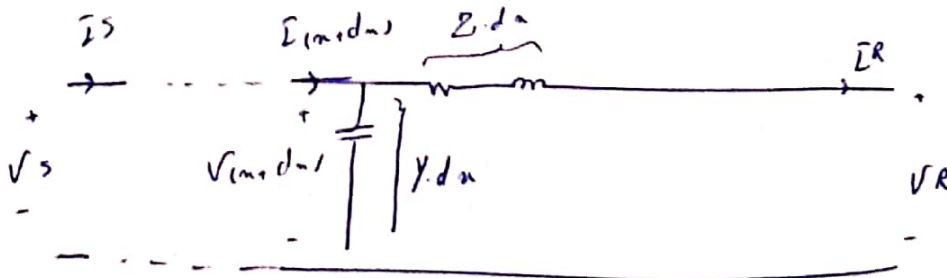 IS I(x+dx) Z.dx IR
+ + +
VS V(x+dx) Y.dx VR
- - -